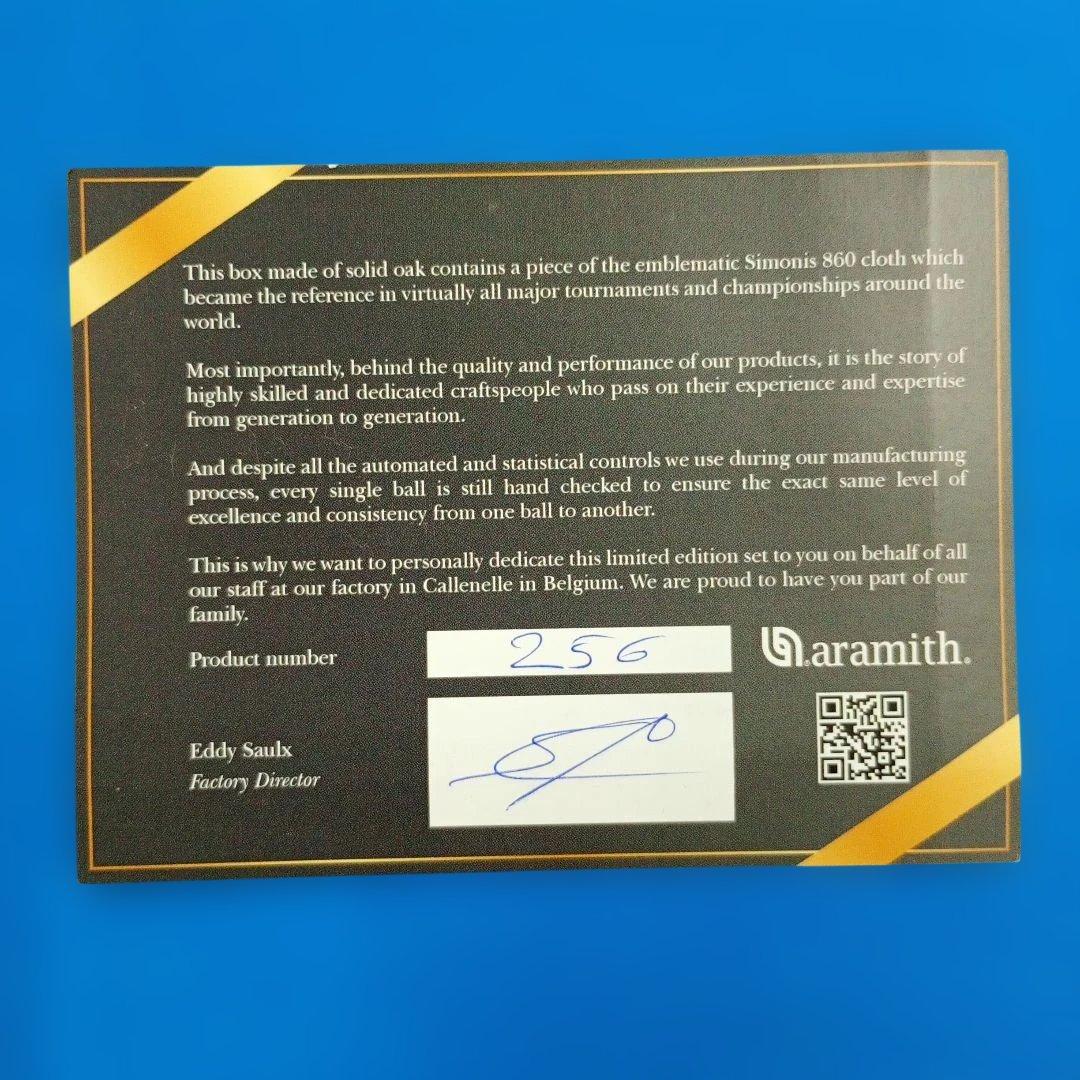 This box made of solid oak contains a piece of the emblematic Simonis 860 cloth which
became the reference in virtually all major tournaments and championships around the
world.
Most importantly, behind the quality and performance of our products, it is the story of
highly skilled and dedicated craftspeople who pass on their experience and expertise
from generation to generation.
And despite all the automated and statistical controls we use during our manufacturing
process, every single ball is still hand checked to ensure the exact same level of
excellence and consistency from one ball to another.
This is why we want to personally dedicate this limited edition set to you on behalf of all
our staff at our factory in Callenelle in Belgium. We are proud to have you part of our
family.
Product number 256
aramith.
Eddy Saulx
Factory Director